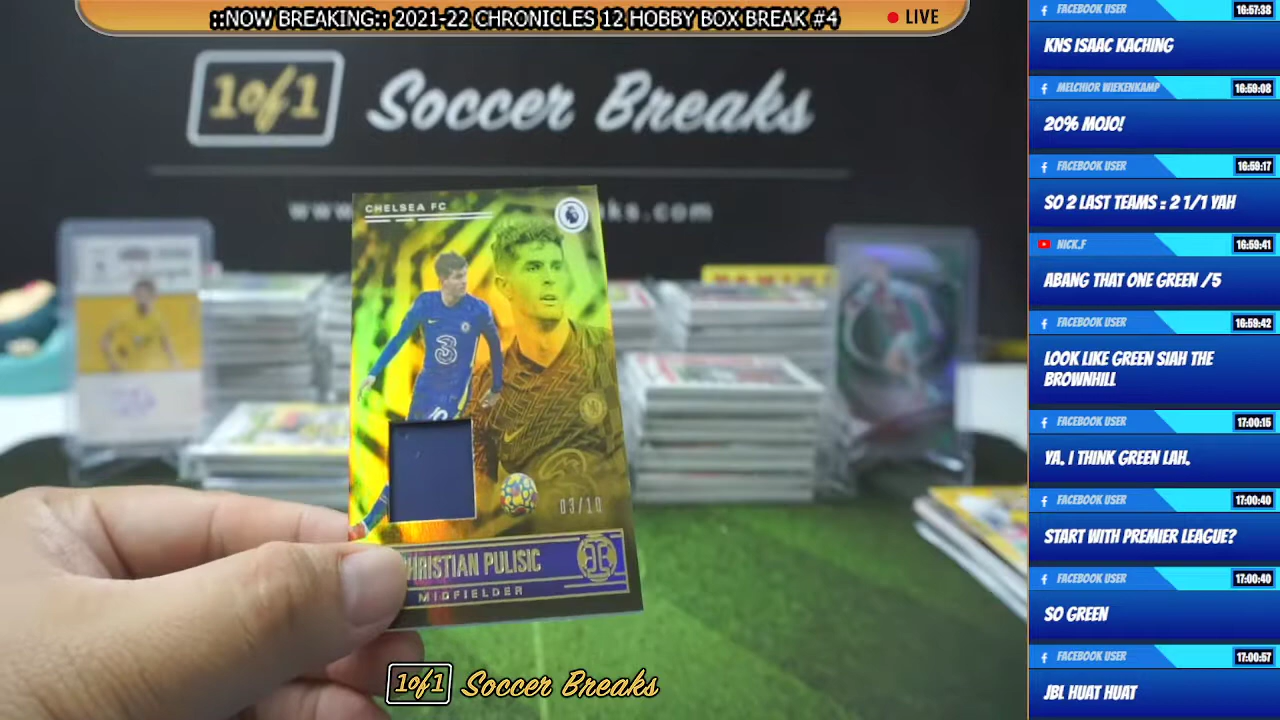 ::NOW BREAKING:: 2021-22 CHRONICLES 12 HOBBY BOX BREAK #4
LIVE
1of1 Soccer Breaks
CHELSEA FC
03/10
CHRISTIAN PULISIC
MIDFIELDER
1of1 Soccer Breaks
FACEBOOK USER 16:57:38
KNS ISAAC KACHING
MELCHIOR WIEKENKAMP 16:59:08
20% MOJO!
FACEBOOK USER 16:59:17
SO 2 LAST TEAMS = 2 1/1 YAH
NICK.F 16:59:41
ABANG THAT ONE GREEN /5
FACEBOOK USER 16:59:42
LOOK LIKE GREEN SIAH THE
BROWNHILL
FACEBOOK USER 17:00:15
YA. I THINK GREEN LAH.
FACEBOOK USER 17:00:40
START WITH PREMIER LEAGUE?
FACEBOOK USER 17:00:40
SO GREEN
FACEBOOK USER 17:00:57
JBL HUAT HUAT